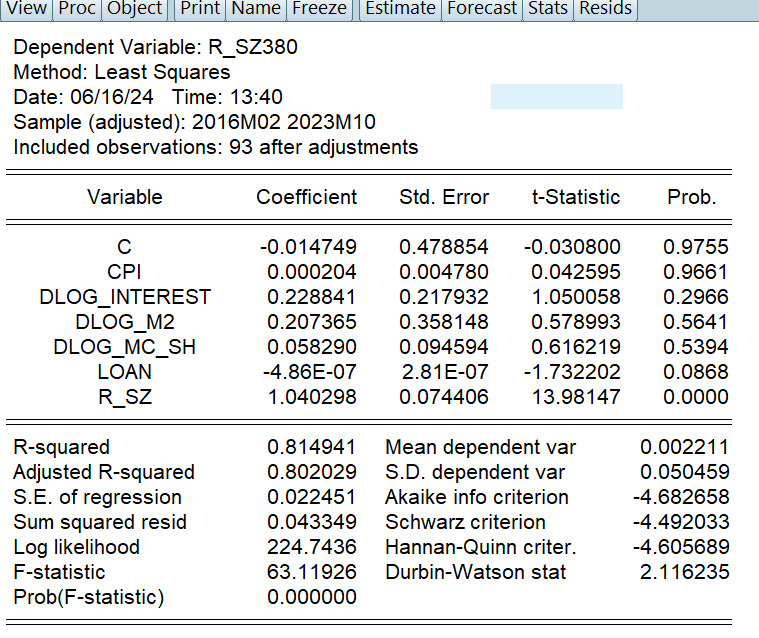 View Proc Object Print Name Freeze Estimate Forecast Stats Resids
Dependent Variable: R_SZ380
Method: Least Squares
Date: 06/16/24 Time: 13:40
Sample (adjusted): 2016M02 2023M10
Included observations: 93 after adjustments
Variable Coefficient Std. Error t-Statistic Prob.
C -0.014749 0.478854 -0.030800 0.9755
CPI 0.000204 0.004780 0.042595 0.9661
DLOG_INTEREST 0.228841 0.217932 1.050058 0.2966
DLOG_M2 0.207365 0.358148 0.578993 0.5641
DLOG_MC_SH 0.058290 0.094594 0.616219 0.5394
LOAN -4.86E-07 2.81E-07 -1.732202 0.0868
R_SZ 1.040298 0.074406 13.98147 0.0000
R-squared 0.814941 Mean dependent var 0.002211
Adjusted R-squared 0.802029 S.D. dependent var 0.050459
S.E. of regression 0.022451 Akaike info criterion -4.682658
Sum squared resid 0.043349 Schwarz criterion -4.492033
Log likelihood 224.7436 Hannan-Quinn criter. -4.605689
F-statistic 63.11926 Durbin-Watson stat 2.116235
Prob(F-statistic) 0.000000